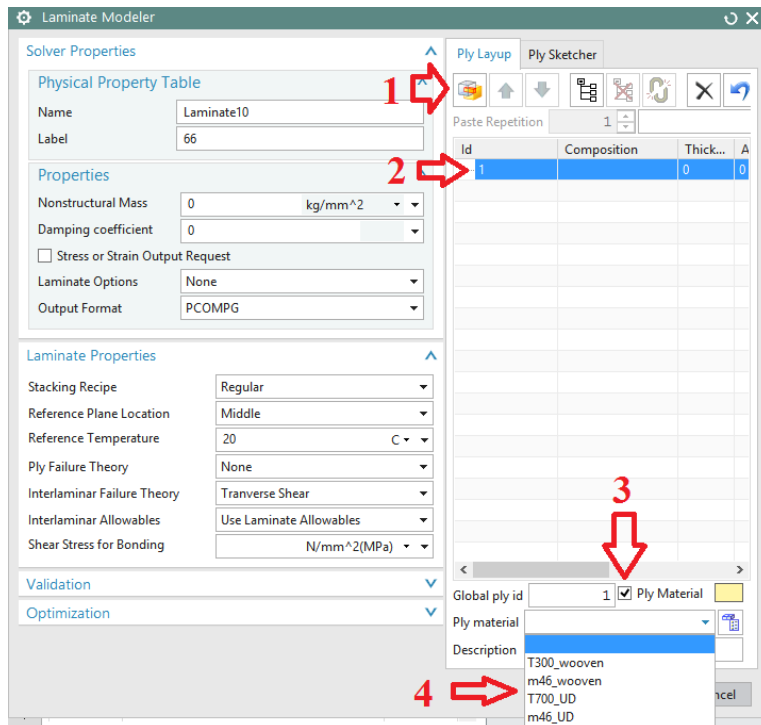 Laminate Modeler
Solver Properties
Physical Property Table
Name Laminate10
Label 66
Properties
Nonstructural Mass 0 kg/mm^2
Damping coefficient 0
Stress or Strain Output Request
Laminate Options None
Output Format PCOMPG
Laminate Properties
Stacking Recipe Regular
Reference Plane Location Middle
Reference Temperature 20 C
Ply Failure Theory None
Interlaminar Failure Theory Tranverse Shear
Interlaminar Allowables Use Laminate Allowables
Shear Stress for Bonding N/mm^2(MPa)
Validation
Optimization
Ply Layup Ply Sketcher
1
Paste Repetition 1
Id Composition Thick... A
2
1 0 0
3
Global ply id 1 Ply Material
Ply material
Description
T300_wooven
m46_wooven
4
T700_UD
m46_UD
ncel